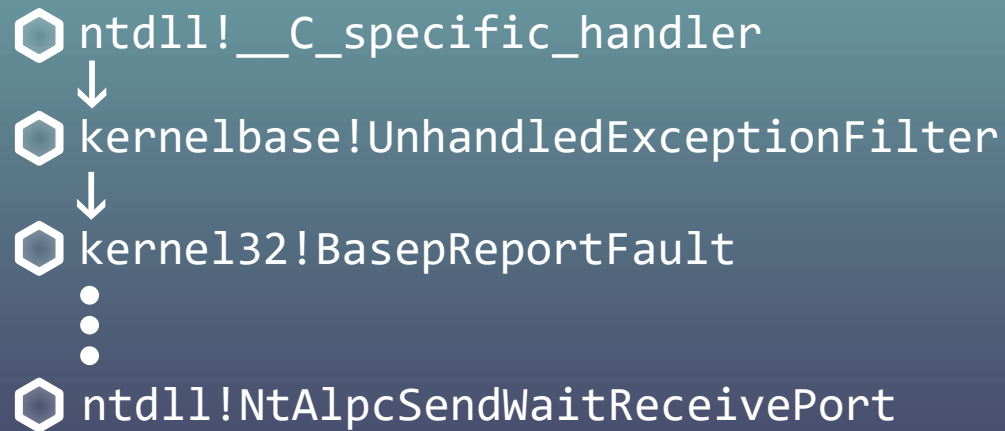 ntdll!__C_specific_handler
kernelbase!UnhandledExceptionFilter
kernel32!BasepReportFault
ntdll!NtAlpcSendWaitReceivePort